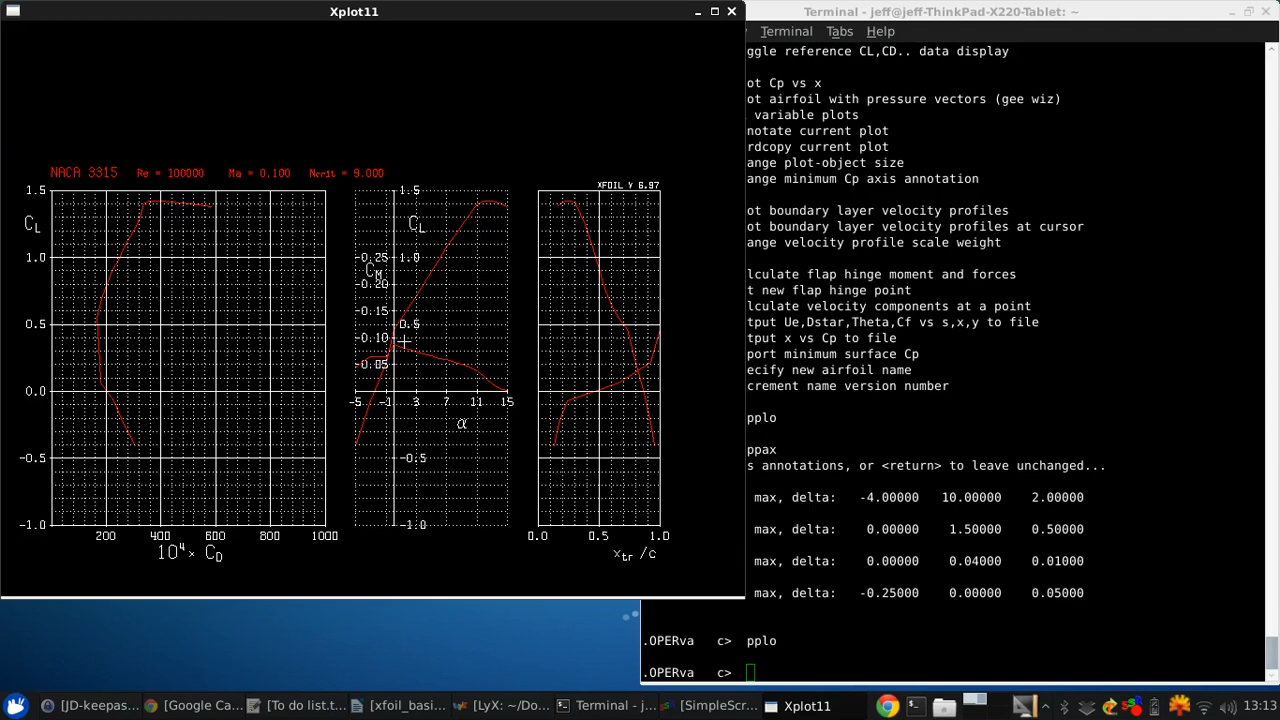 Xplot11
Terminal - jeff@jeff-ThinkPad-X220-Tablet: ~
Terminal Tabs Help
ggle reference CL,CD.. data display
ot Cp vs x
ot airfoil with pressure vectors (gee wiz)
variable plots
notate current plot
rdcopy current plot
ange plot-object size
ange minimum Cp axis annotation
ot boundary layer velocity profiles
ot boundary layer velocity profiles at cursor
ange velocity profile scale weight
lculate flap hinge moment and forces
t new flap hinge point
lculate velocity components at a point
tput Ue,Dstar,Theta,Cf vs s,x,y to file
tput x vs Cp to file
port minimum surface Cp
ecify new airfoil name
crement name version number
pplo
ppax
s annotations, or <return> to leave unchanged...
max, delta: -4.00000 10.00000 2.00000
max, delta: 0.00000 1.50000 0.50000
max, delta: 0.00000 0.04000 0.01000
max, delta: -0.25000 0.00000 0.05000
.OPERva c> pplo
.OPERva c>
NACA 3315 Re = 100000 Ma = 0.100 Ncrit = 9.000
XFOIL V 6.97
1.5
CL
1.0
0.5
0.0
-0.5
-1.0
200 400 600 800 1000
10⁴× CD
1.5
CL
-0.25 1.0
CM
-0.20
-0.15
0.5
-0.10
-0.05
-5 -1 3 7 11 15
α
-0.5
-1.0
0.0 0.5 1.0
xtr/c
[JD-keepas... [Google Ca... [To do list.t... [xfoil_basi... [LyX: ~/Do... Terminal - j... [SimpleScr... Xplot11 13:13